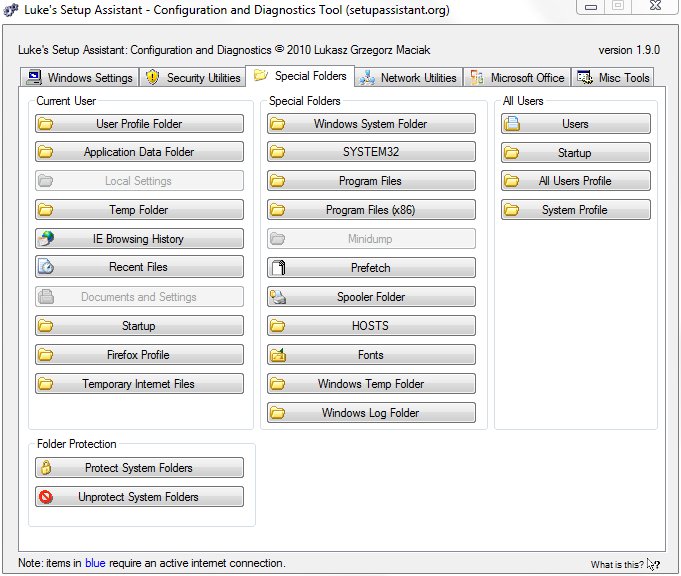 Luke's Setup Assistant - Configuration and Diagnostics Tool (setupassistant.org)
Luke's Setup Assistant: Configuration and Diagnostics © 2010 Lukasz Grzegorz Maciak
version 1.9.0
Windows Settings
Security Utilities
Special Folders
Network Utilities
Microsoft Office
Misc Tools
Current User
User Profile Folder
Application Data Folder
Local Settings
Temp Folder
IE Browsing History
Recent Files
Documents and Settings
Startup
Firefox Profile
Temporary Internet Files
Special Folders
Windows System Folder
SYSTEM32
Program Files
Program Files (x86)
Minidump
Prefetch
Spooler Folder
HOSTS
Fonts
Windows Temp Folder
Windows Log Folder
All Users
Users
Startup
All Users Profile
System Profile
Folder Protection
Protect System Folders
Unprotect System Folders
Note: items in blue require an active internet connection.
What is this? ?